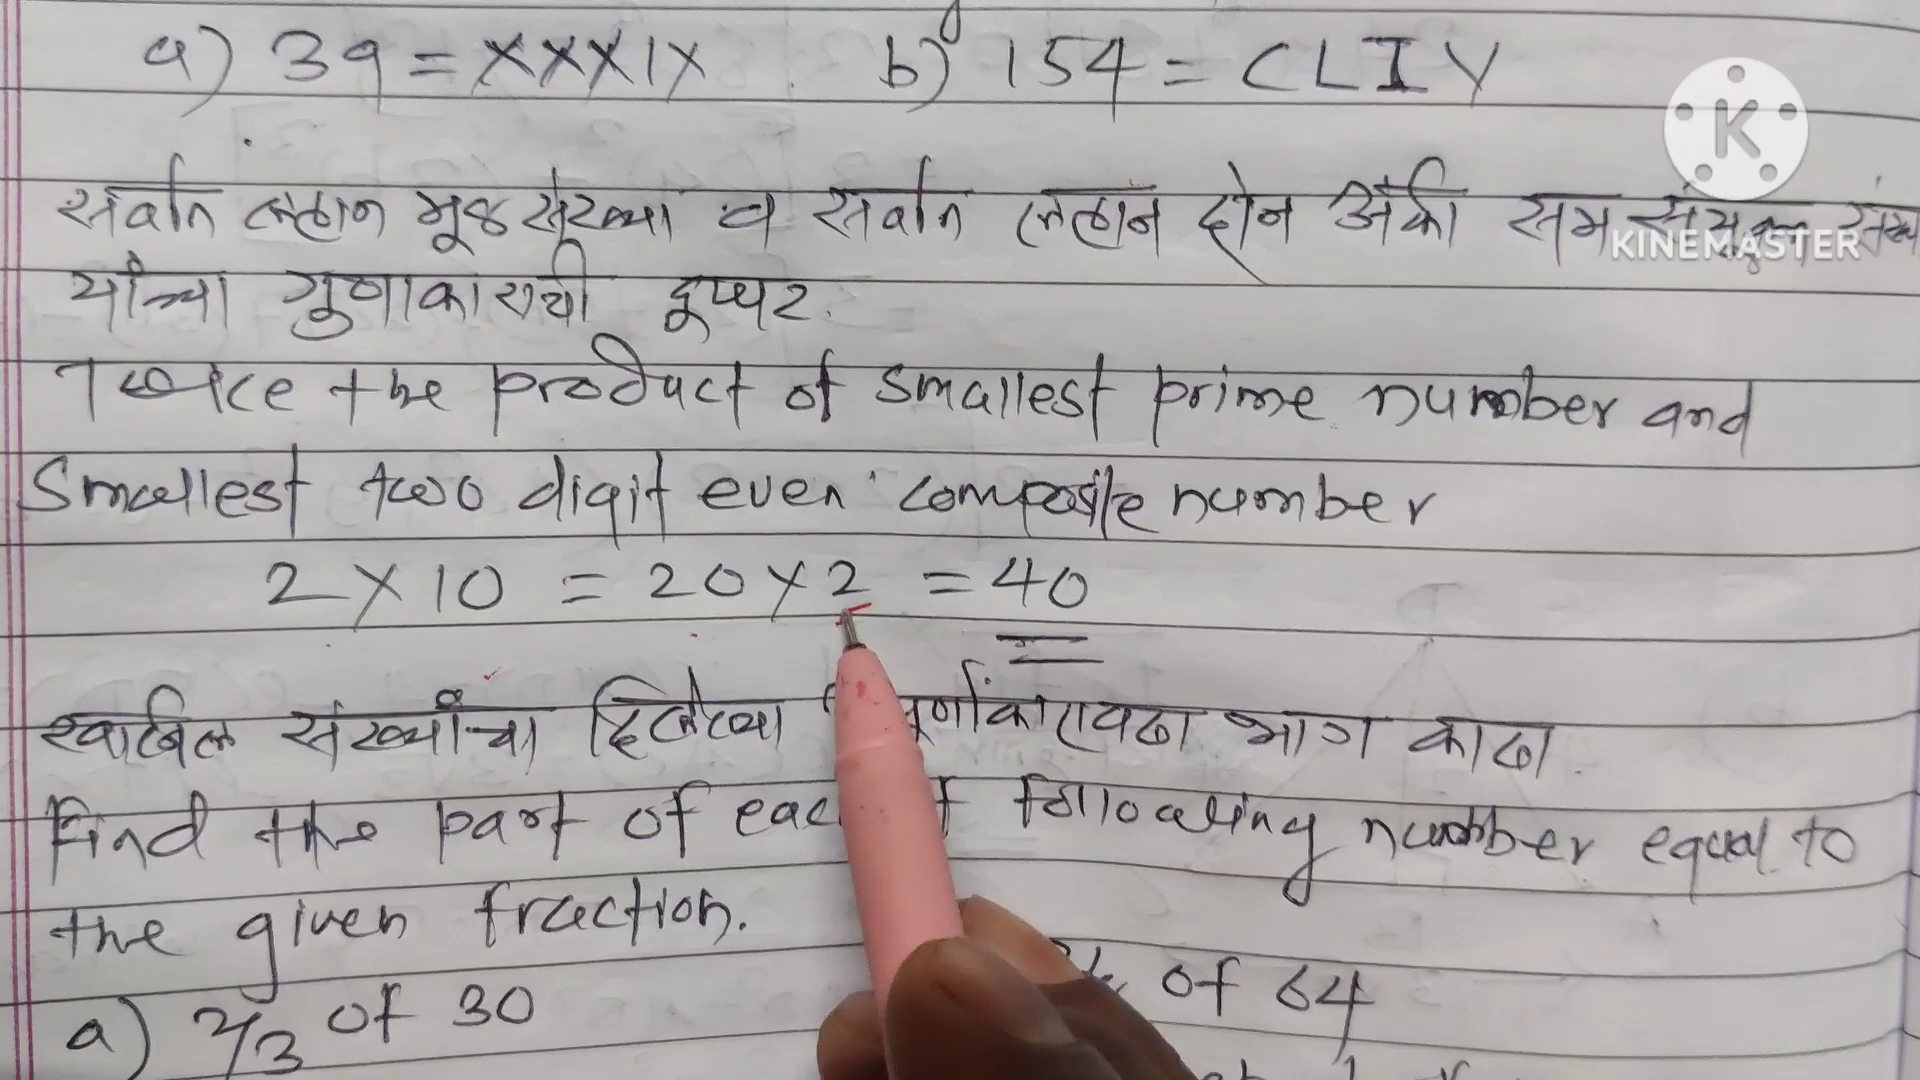 a) 39 = XXXIX b) 154 = CLIV
K
सर्वात लहान मूळ संख्या व सर्वात लहान दोन अंकी सम संयुक्त संख्य
KINEMASTER
यांच्या गुणाकाराची दुप्पट.
Twice the product of smallest prime number and
Smallest two digit even composite number
2 X 10 = 20 X 2 = 40
खालील संख्यांचा दिलेल्या भाग काढा
Find the part of each of following number equal to
the given fraction.
a) 2/3 of 30 of 64